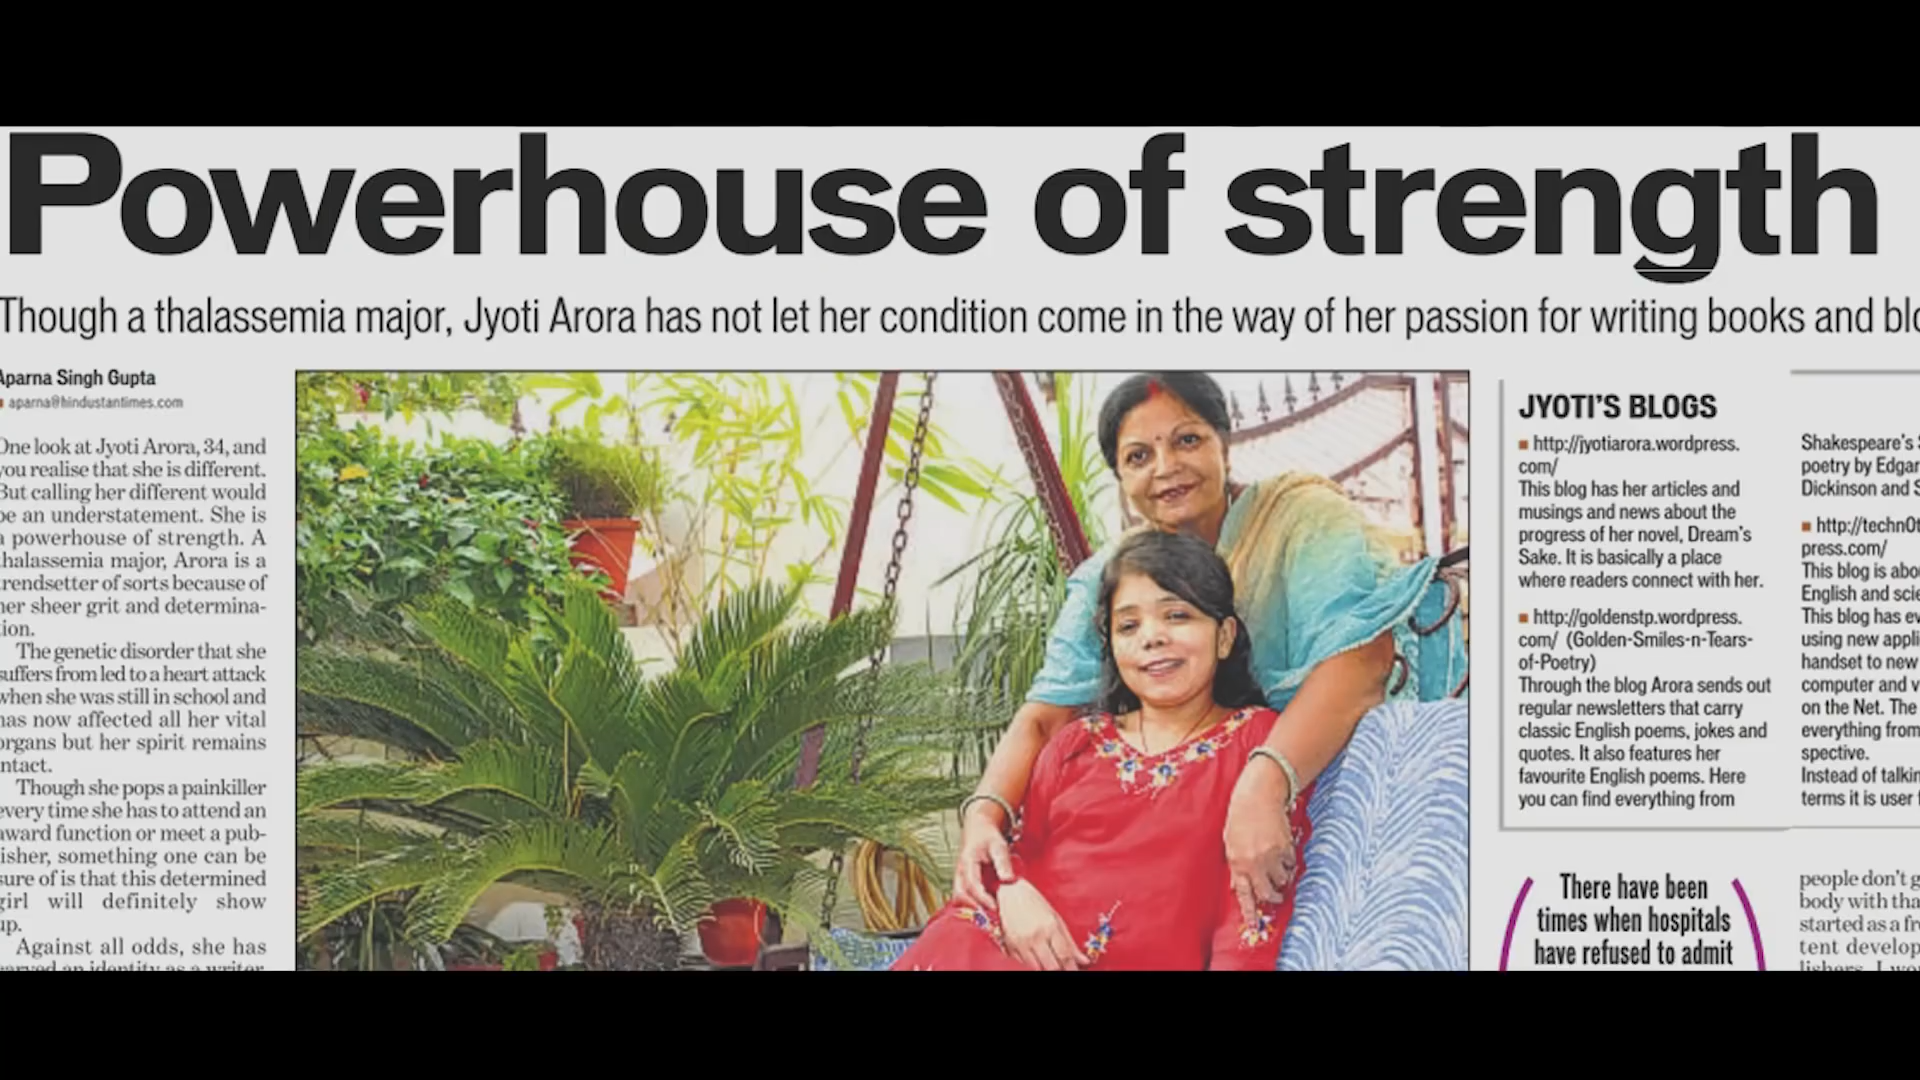 Powerhouse of strength
Though a thalassemia major, Jyoti Arora has not let her condition come in the way of her passion for writing books and
Aparna Singh Gupta
aparna@hindustantimes.com
One look at Jyoti Arora, 34, and
you realise that she is different.
But calling her different would
be an understatement. She is
a powerhouse of strength. A
thalassemia major, Arora is a
trendsetter of sorts because of
her sheer grit and determina-
tion.
The genetic disorder that she
suffers from led to a heart attack
when she was still in school and
has now affected all her vital
organs but her spirit remains
intact.
Though she pops a painkiller
every time she has to attend an
award function or meet a pub-
lisher, something one can be
sure of is that this determined
girl will definitely show
up.
Against all odds, she has
carved an identity as a writer
JYOTI'S BLOGS
http://jyotiarora.wordpress.
com/
This blog has her articles and
musings and news about the
progress of her novel, Dream's
Sake. It is basically a place
where readers connect with her.
http://goldenstp.wordpress.
com/ (Golden-Smiles-n-Tears-
of-Poetry)
Through the blog Arora sends out
regular newsletters that carry
classic English poems, jokes and
quotes. It also features her
favourite English poems. Here
you can find everything from
Shakespeare's
poetry by Edgar
Dickinson and
press.com/
This blog is
English and
This blog has
using new
handset to new
computer and
on the Net. The
everything from
spective.
Instead of
terms it is user
There have been
times when hospitals
have refused to admit
people don't
body with
started as a
tent